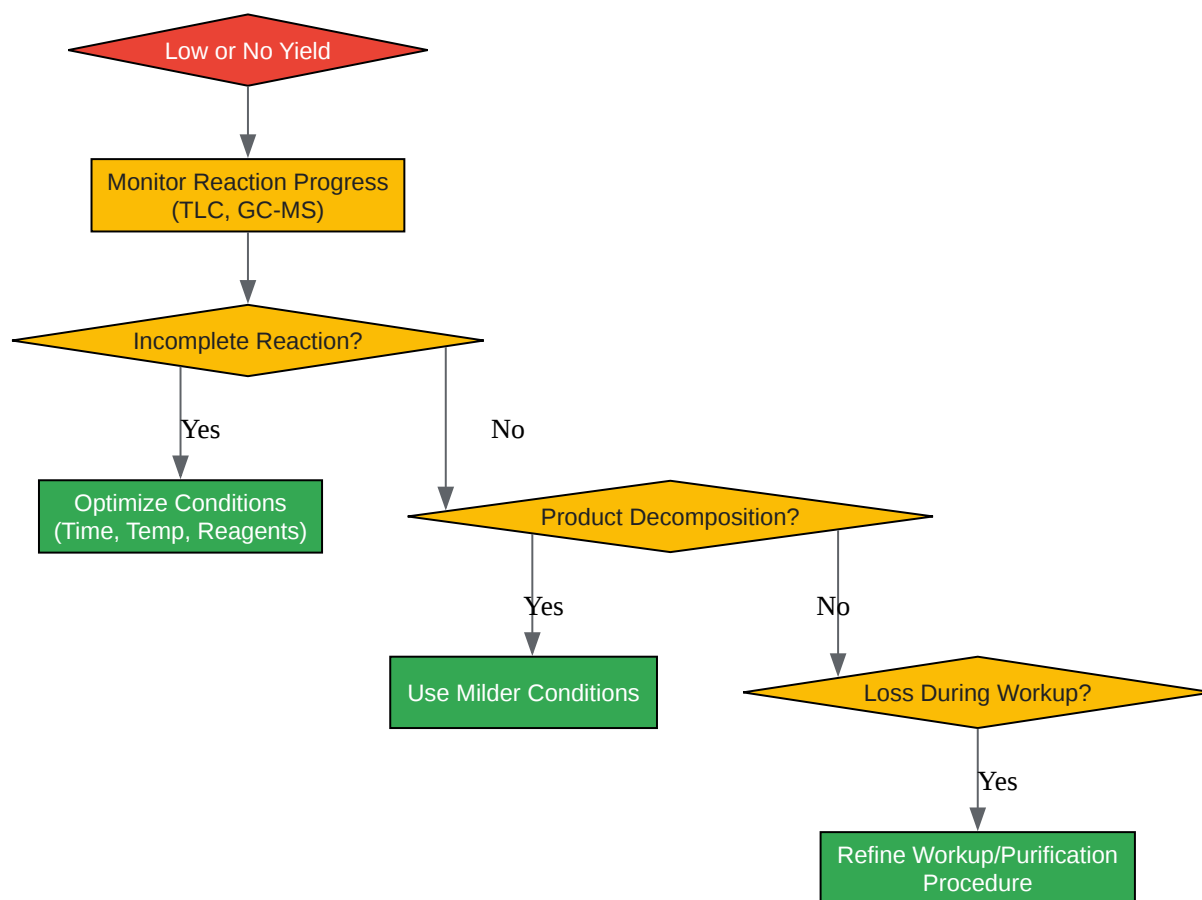 Low or No Yield
Monitor Reaction Progress
(TLC, GC-MS)
Incomplete Reaction?
Yes
No
Optimize Conditions
(Time, Temp, Reagents)
Product Decomposition?
Yes
No
Use Milder Conditions
Loss During Workup?
Yes
Refine Workup/Purification
Procedure